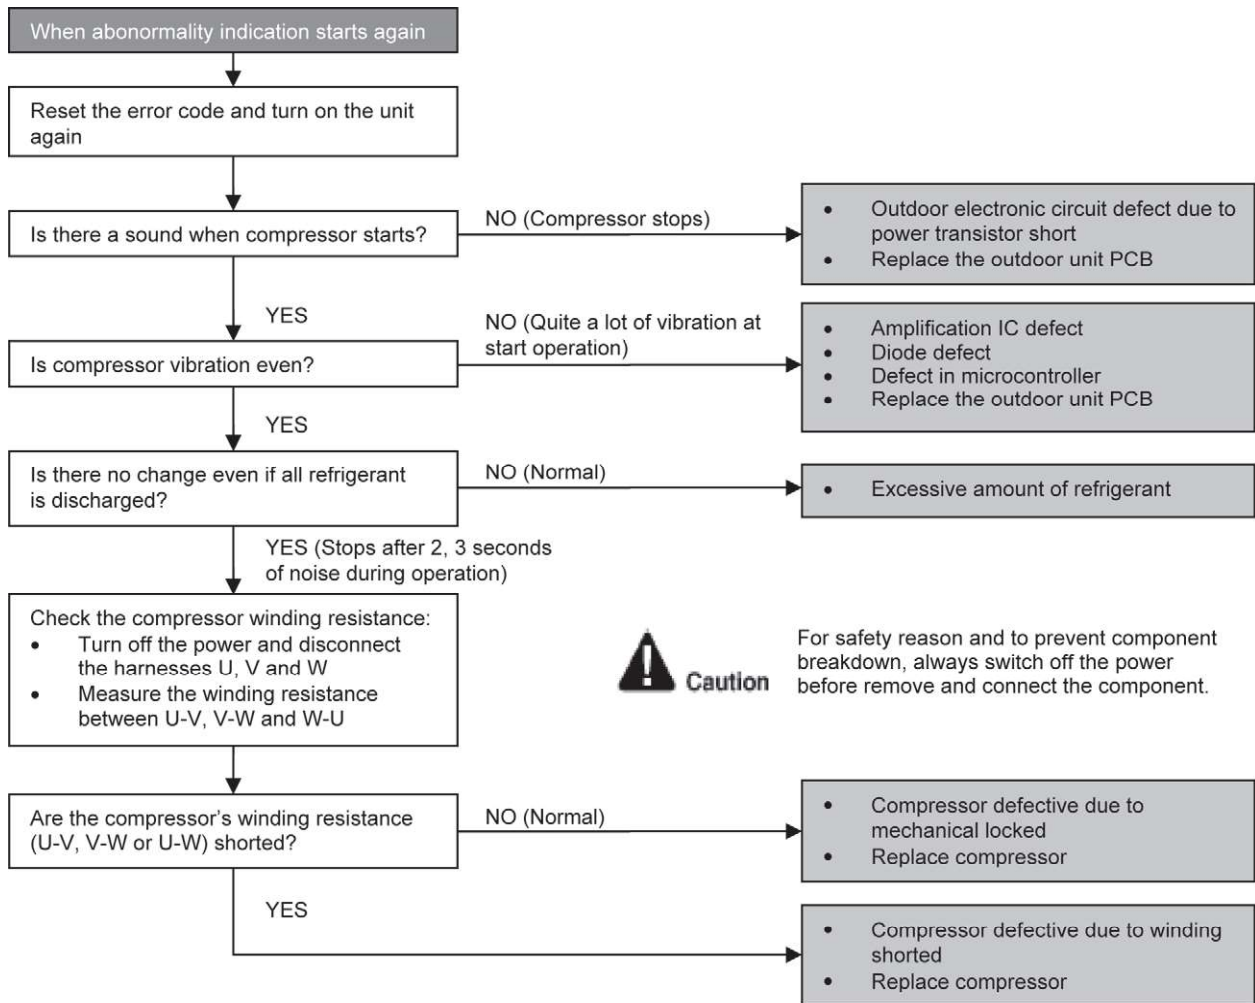 When abonormality indication starts again
Reset the error code and turn on the unit
again
Is there a sound when compressor starts?
NO (Compressor stops)
• Outdoor electronic circuit defect due to
power transistor short
• Replace the outdoor unit PCB
YES
NO (Quite a lot of vibration at
start operation)
Is compressor vibration even?
• Amplification IC defect
• Diode defect
• Defect in microcontroller
• Replace the outdoor unit PCB
YES
Is there no change even if all refrigerant
is discharged?
NO (Normal)
• Excessive amount of refrigerant
YES (Stops after 2, 3 seconds
of noise during operation)
Check the compressor winding resistance:
• Turn off the power and disconnect
the harnesses U, V and W
• Measure the winding resistance
between U-V, V-W and W-U
Caution
For safety reason and to prevent component
breakdown, always switch off the power
before remove and connect the component.
Are the compressor's winding resistance
(U-V, V-W or U-W) shorted?
NO (Normal)
• Compressor defective due to
mechanical locked
• Replace compressor
YES
• Compressor defective due to winding
shorted
• Replace compressor